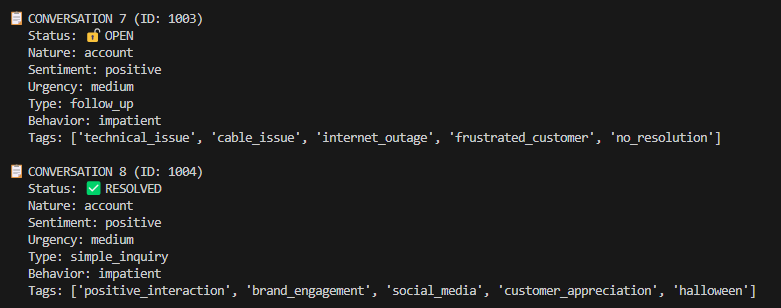 📋 CONVERSATION 7 (ID: 1003)
Status: 🔓 OPEN
Nature: account
Sentiment: positive
Urgency: medium
Type: follow_up
Behavior: impatient
Tags: ['technical_issue', 'cable_issue', 'internet_outage', 'frustrated_customer', 'no_resolution']
📋 CONVERSATION 8 (ID: 1004)
Status: ✅ RESOLVED
Nature: account
Sentiment: positive
Urgency: medium
Type: simple_inquiry
Behavior: impatient
Tags: ['positive_interaction', 'brand_engagement', 'social_media', 'customer_appreciation', 'halloween']